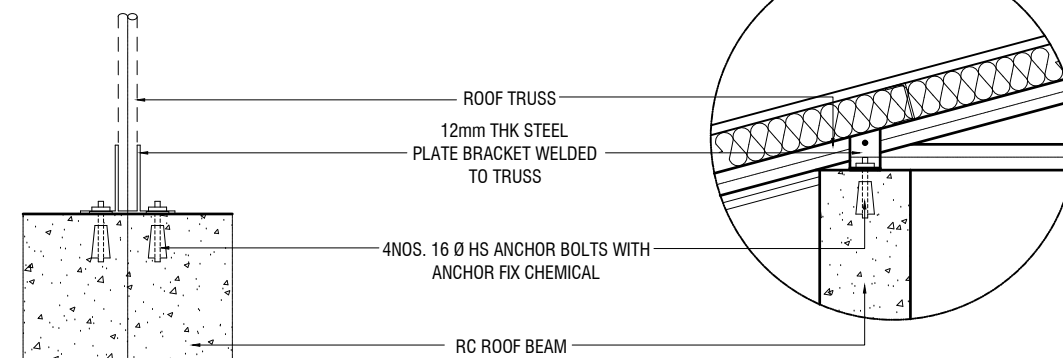 ROOF TRUSS
12mm THK STEEL
PLATE BRACKET WELDED
TO TRUSS
4NOS. 16 Ø HS ANCHOR BOLTS WITH
ANCHOR FIX CHEMICAL
RC ROOF BEAM